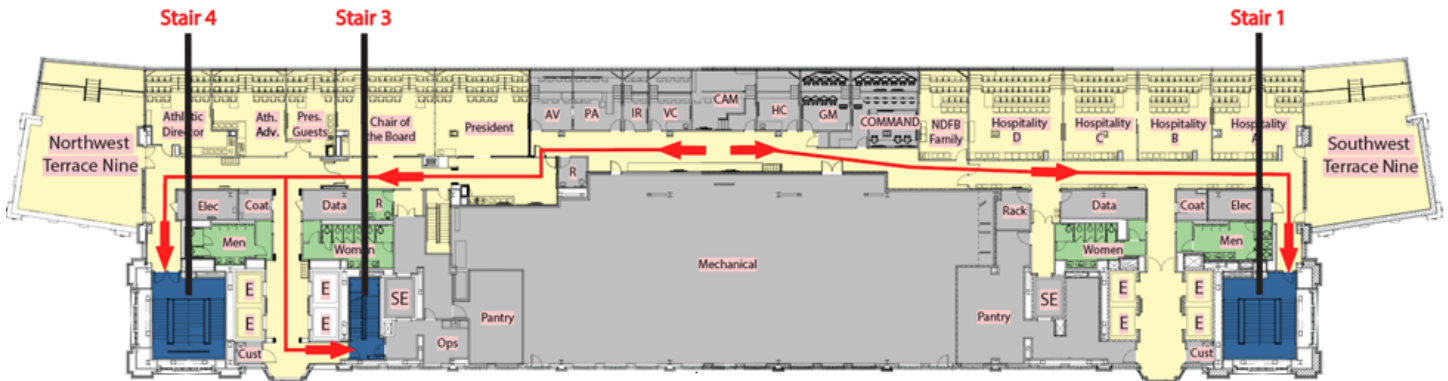 Stair 4
Stair 3
Stair 1
Northwest
Terrace Nine
Athletic
Director
Ath.
Adv.
Pres.
Guests
Chair of
the Board
President
AV
PA
IR
VC
CAM
HC
GM
COMMAND
NDFB
Family
Hospitality
D
Hospitality
C
Hospitality
B
Hospitality
A
Southwest
Terrace Nine
R
Elec
Coat
Data
R
Men
Women
Rack
Data
Coat
Elec
Women
Men
Mechanical
E
E
E
E
SE
Pantry
Ops
Cust
Pantry
SE
E
E
E
E
Cust